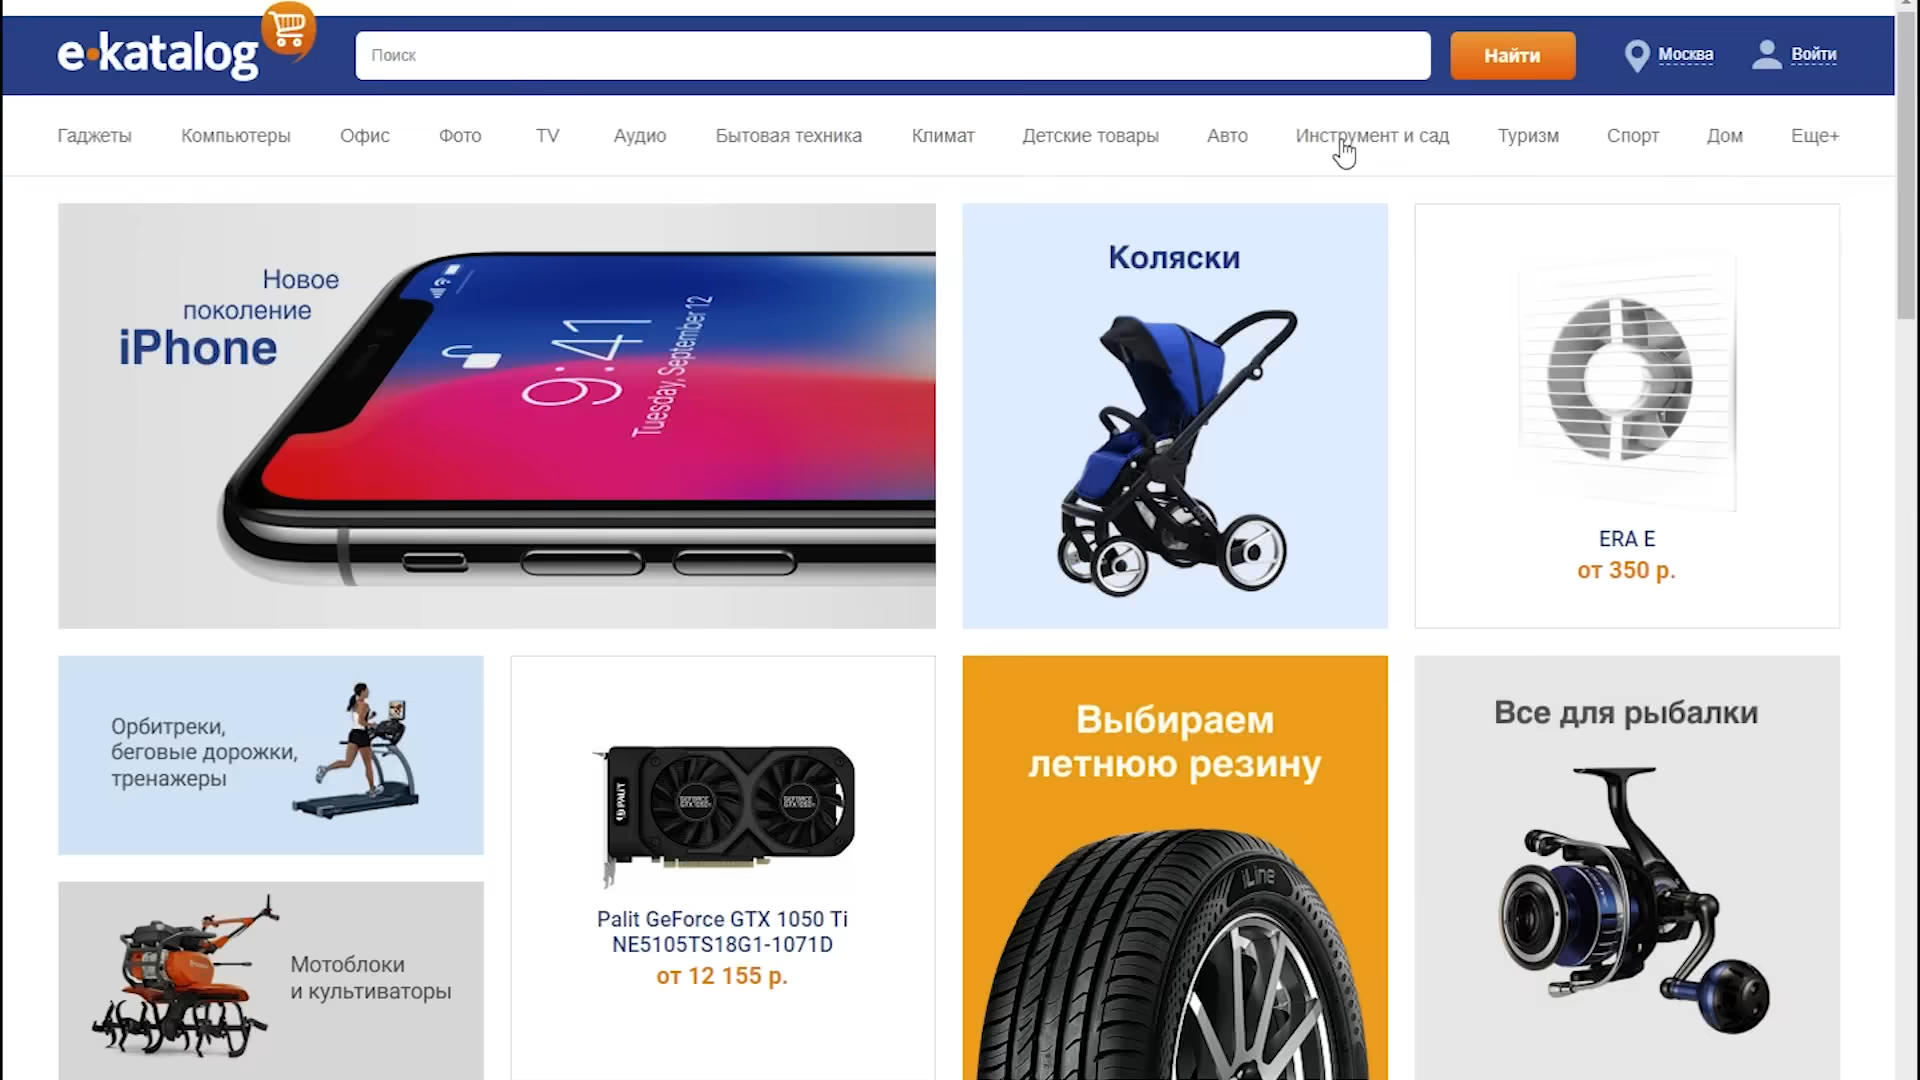 e·katalog
Поиск
Найти
Москва
Войти
Гаджеты
Компьютеры
Офис
Фото
TV
Аудио
Бытовая техника
Климат
Детские товары
Авто
Инструмент и сад
Туризм
Спорт
Дом
Еще+
Новое
поколение
iPhone
9:41
Tuesday, September 12
Коляски
ERA E
от 350 р.
Орбитреки,
беговые дорожки,
тренажеры
PALIT
Palit GeForce GTX 1050 Ti
NE5105TS18G1-1071D
от 12 155 р.
Выбираем
летнюю резину
iLine
Все для рыбалки
Мотоблоки
и культиваторы